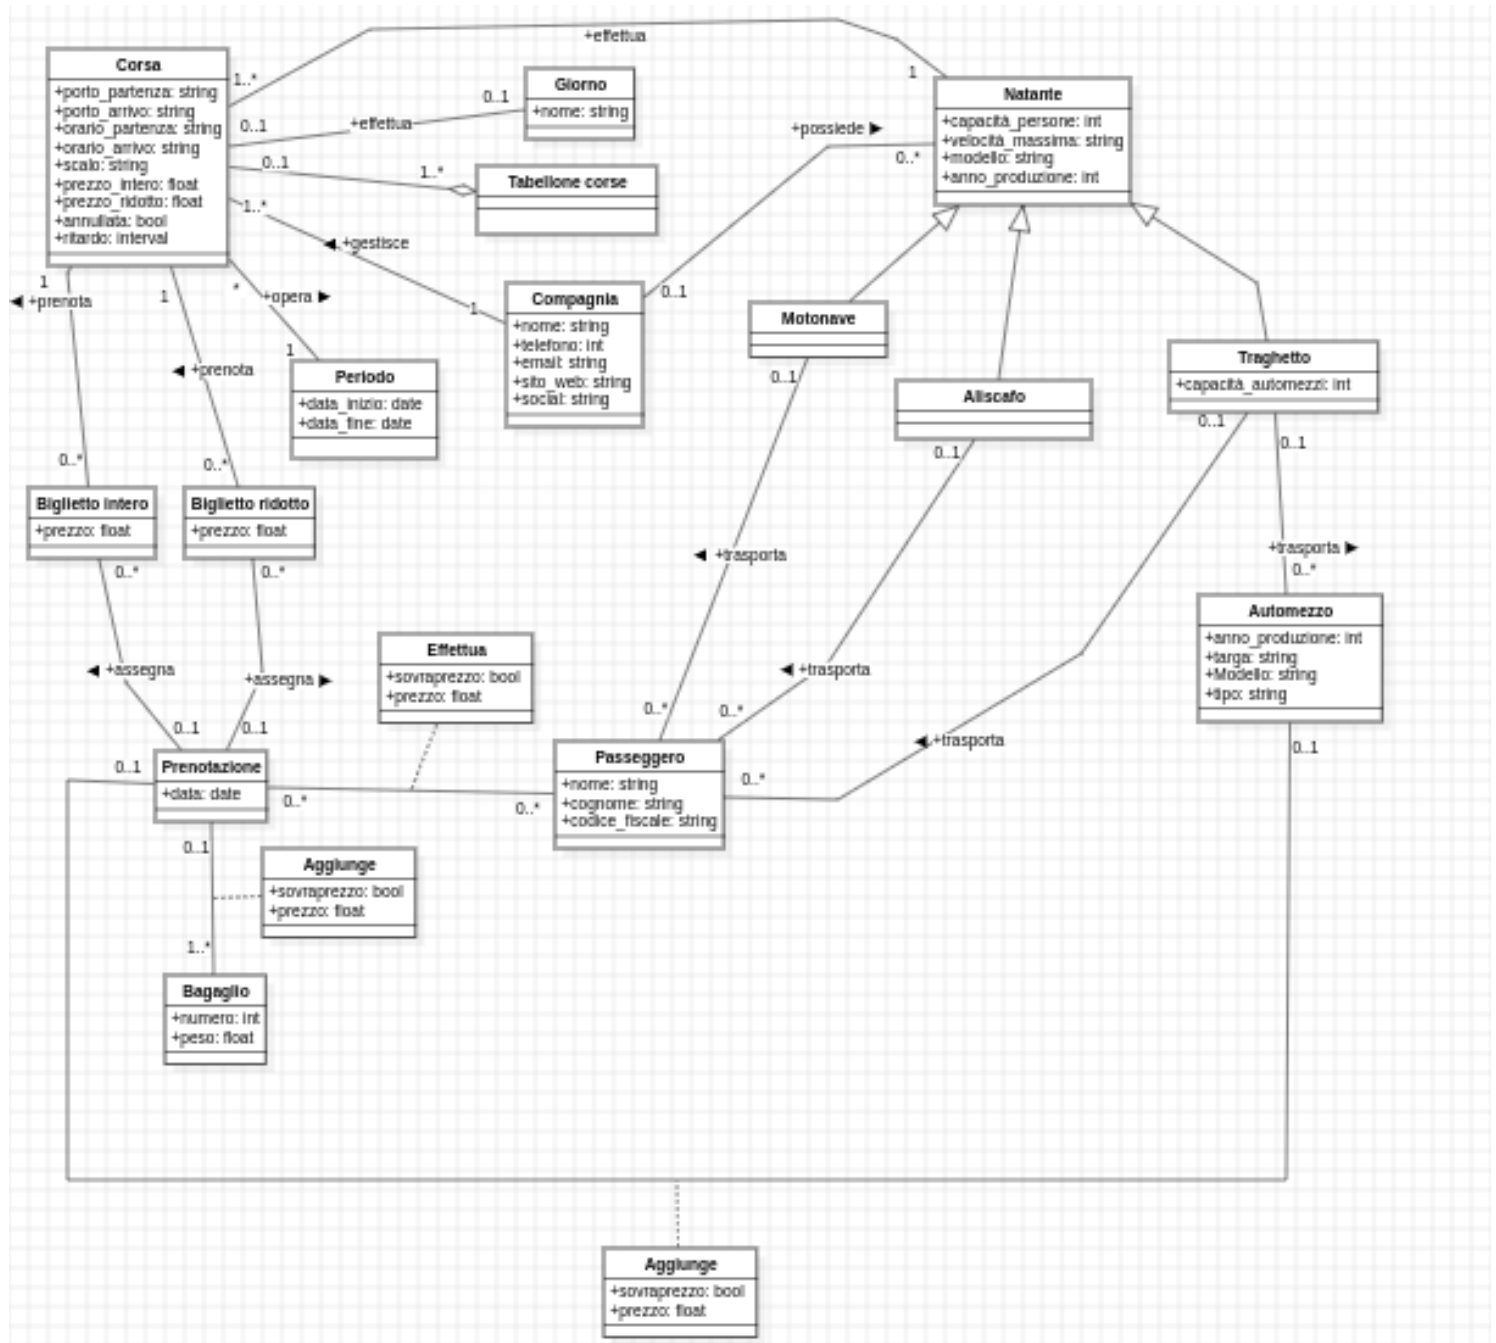 +effettua
Corsa
+porto_partenza: string
+porto_arrivo: string
+orario_partenza: string
+orario_arrivo: string
+scalo: string
+prezzo_intero: float
+prezzo_ridotto: float
+annullata: bool
+ritardo: interval
1..*
1
0..1
+effettua
0..1
Giorno
+nome: string
0..1
1..*
Tabellone corse
Natante
+capacità_persone: int
+velocità_massima: string
+modello: string
+anno_produzione: int
+possiede ▶
0..*
0..1
1..*
◀ +gestisce
1
Compagnia
+nome: string
+telefono: int
+email: string
+sito_web: string
+social: string
1
◀ +prenota
0..*
1
◀ +prenota
0..*
*
+opera ▶
1
Periodo
+data_inizio: date
+data_fine: date
Motonave
0..1
Aliscafo
0..1
Traghetto
+capacità_automezzi: int
0..1
0..1
Biglietto intero
+prezzo: float
0..*
Biglietto ridotto
+prezzo: float
0..*
◀ +trasporta
+trasporta ▶
0..*
Automezzo
+anno_produzione: int
+targa: string
+Modello: string
+tipo: string
0..1
◀ +assegna
+assegna ▶
0..1
0..1
Effettua
+sovraprezzo: bool
+prezzo: float
◀ +trasporta
0..*
0..*
◀ +trasporta
0..*
0..1
Prenotazione
+data: date
0..*
0..*
Passeggero
+nome: string
+cognome: string
+codice_fiscale: string
0..1
Aggiunge
+sovraprezzo: bool
+prezzo: float
1..*
Bagaglio
+numero: int
+peso: float
Aggiunge
+sovraprezzo: bool
+prezzo: float